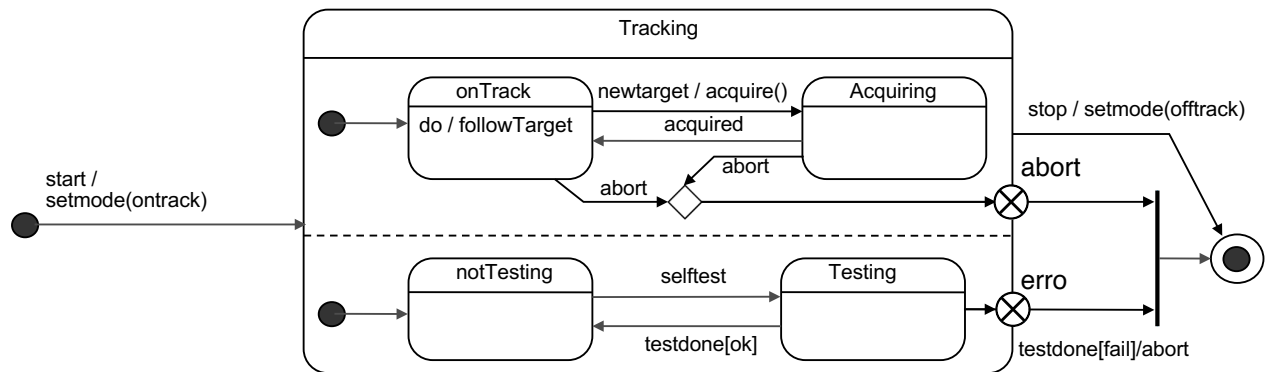 Tracking
onTrack
do / followTarget
newtarget / acquire()
acquired
Acquiring
abort
abort
stop / setmode(offtrack)
abort
start /
setmode(ontrack)
notTesting
selftest
testdone[ok]
Testing
erro
testdone[fail]/abort